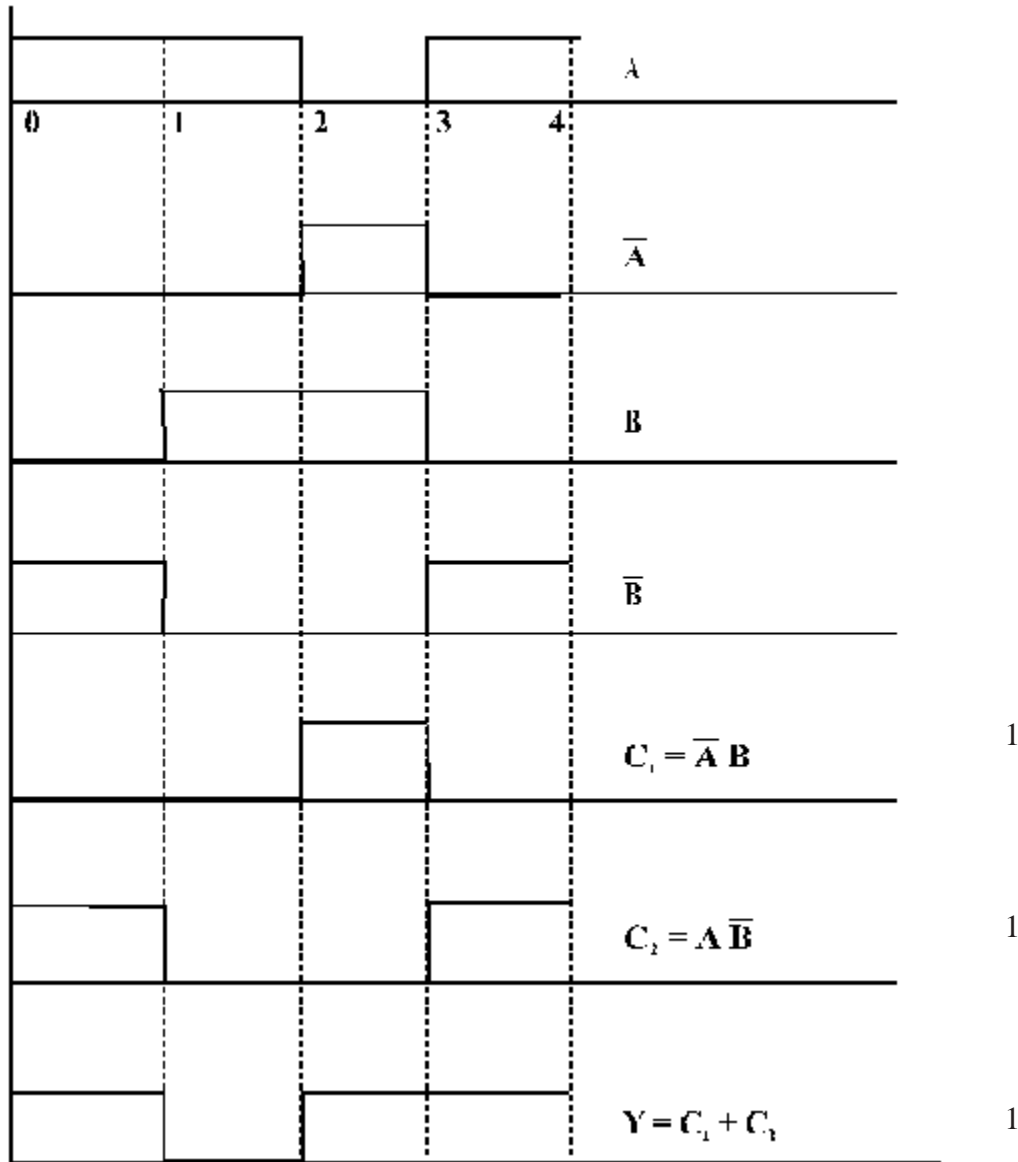 A
0 1 2 3 4
A̅
B
B̅
C₁ = A̅ B 1
C₂ = A B̅ 1
Y = C₁ + C₂ 1